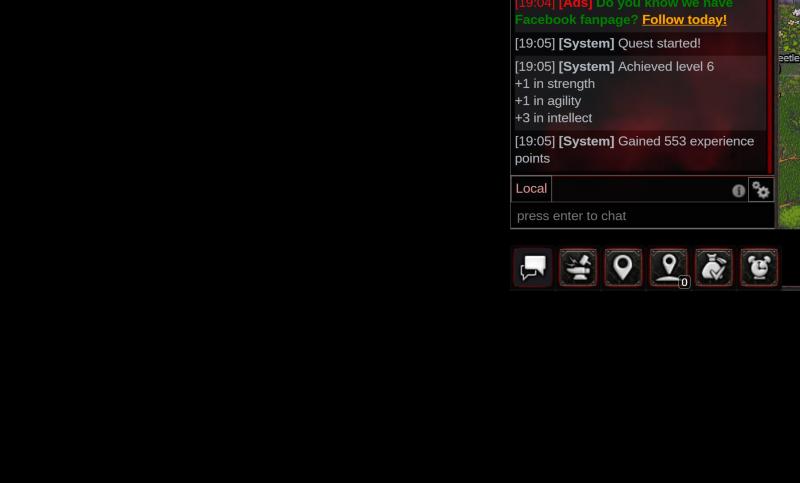 [19:04] [Ads] Do you know we have
Facebook fanpage? Follow today!
[19:05] [System] Quest started!
[19:05] [System] Achieved level 6
+1 in strength
+1 in agility
+3 in intellect
[19:05] [System] Gained 553 experience
points
Local
press enter to chat
0